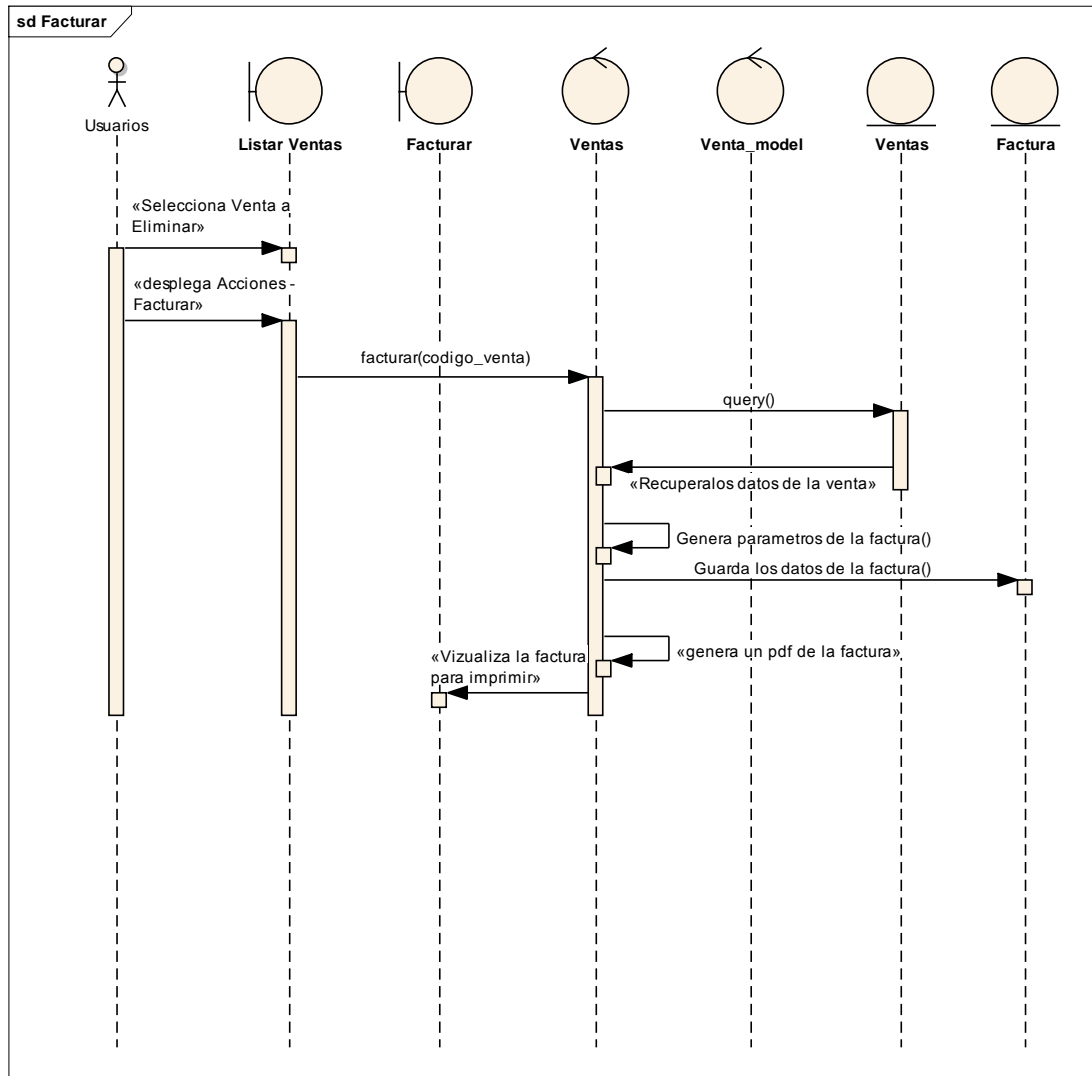 sd Facturar
Usuarios
Listar Ventas
Facturar
Ventas
Venta_model
Ventas
Factura
«Selecciona Venta a
Eliminar»
«desplega Acciones -
Facturar»
facturar(codigo_venta)
query()
«Recuperalos datos de la venta»
Genera parametros de la factura()
Guarda los datos de la factura()
«genera un pdf de la factura»
«Vizualiza la factura
para imprimir»